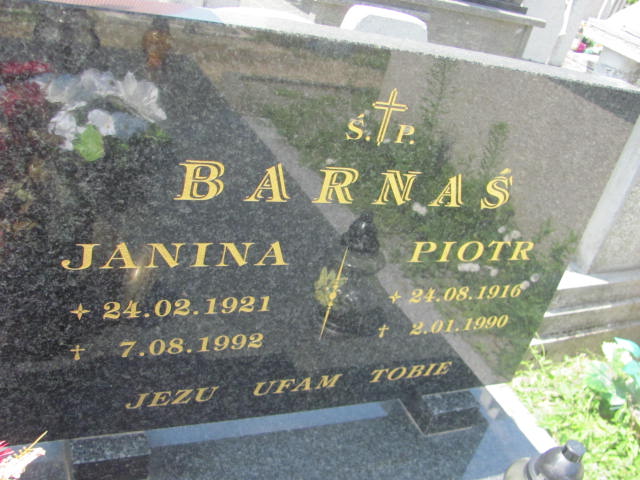 Ś.†P.
BARNAŚ
JANINA PIOTR
✦ 24.02.1921 ✦ 24.08.1916
† 7.08.1992 † 2.01.1990
JEZU UFAM TOBIE